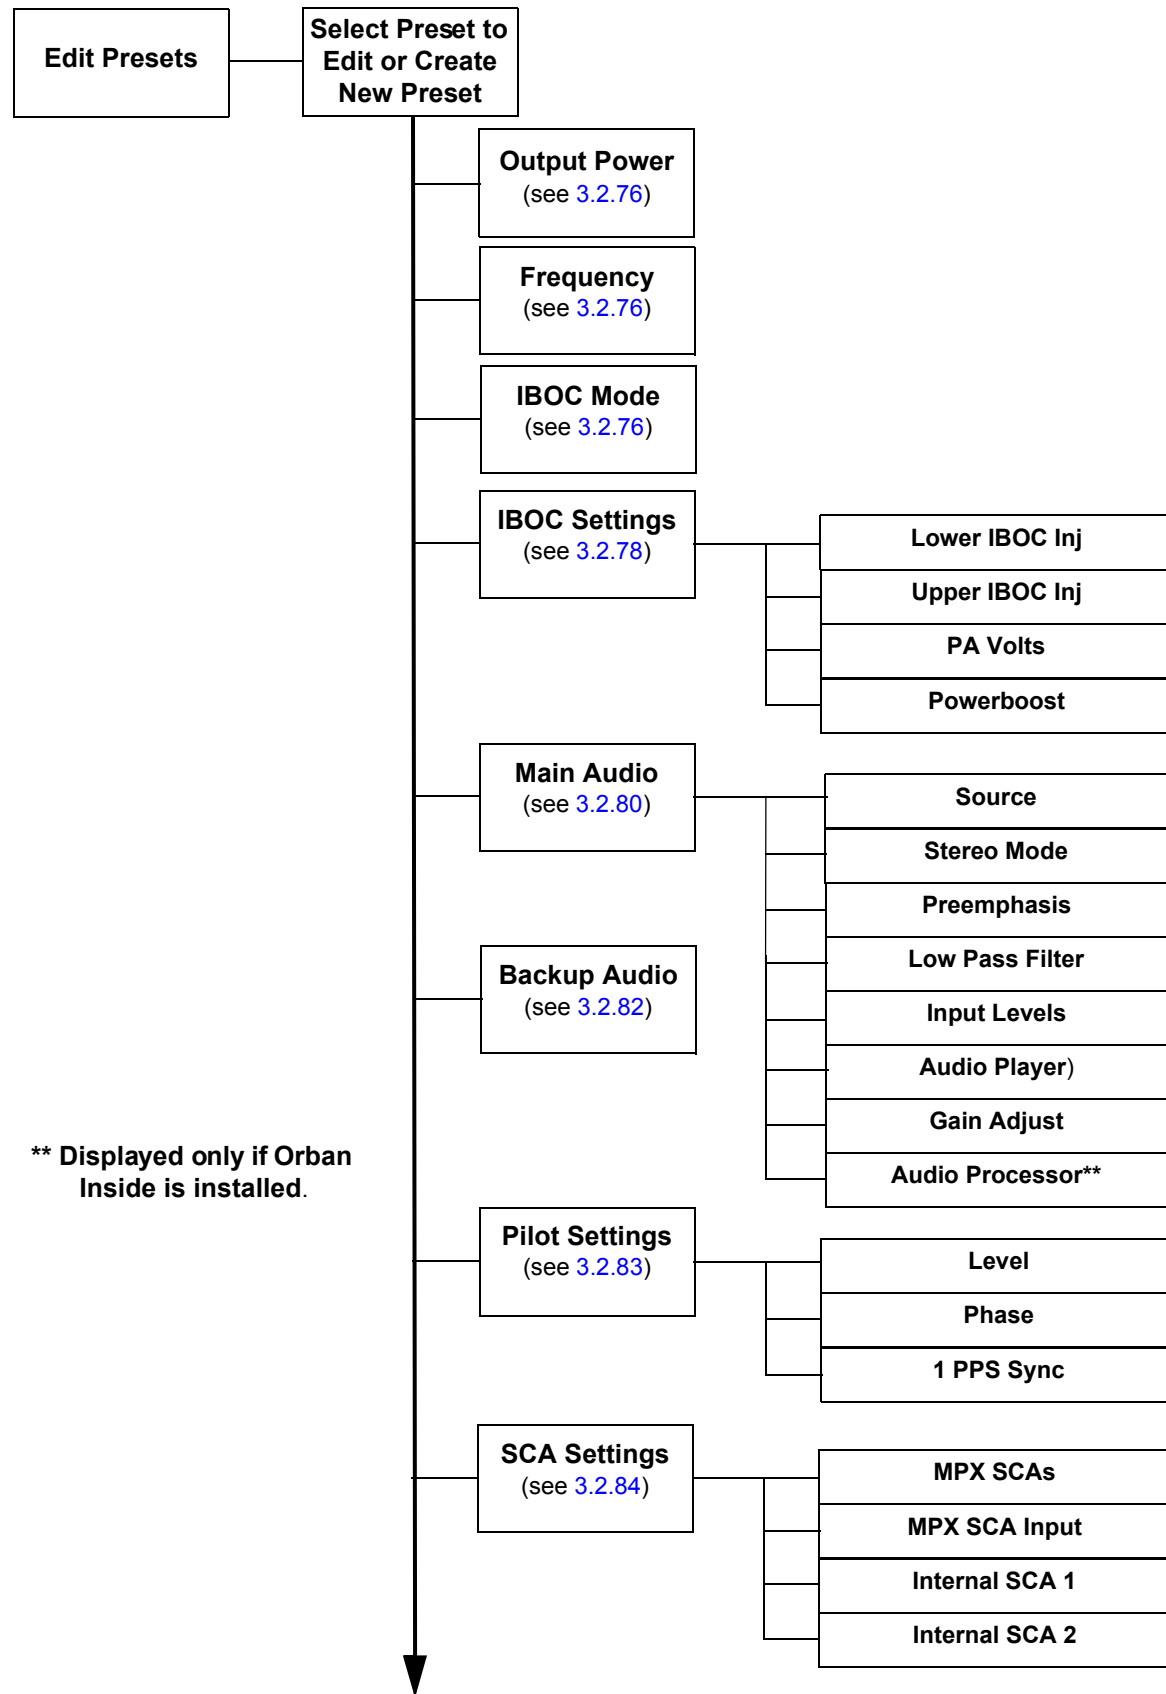 Edit Presets
Select Preset to
Edit or Create
New Preset
Output Power
(see 3.2.76)
Frequency
(see 3.2.76)
IBOC Mode
(see 3.2.76)
IBOC Settings
(see 3.2.78)
Lower IBOC Inj
Upper IBOC Inj
PA Volts
Powerboost
Main Audio
(see 3.2.80)
Source
Stereo Mode
Preemphasis
Low Pass Filter
Input Levels
Audio Player)
Gain Adjust
Audio Processor**
Backup Audio
(see 3.2.82)
** Displayed only if Orban
Inside is installed.
Pilot Settings
(see 3.2.83)
Level
Phase
1 PPS Sync
SCA Settings
(see 3.2.84)
MPX SCAs
MPX SCA Input
Internal SCA 1
Internal SCA 2